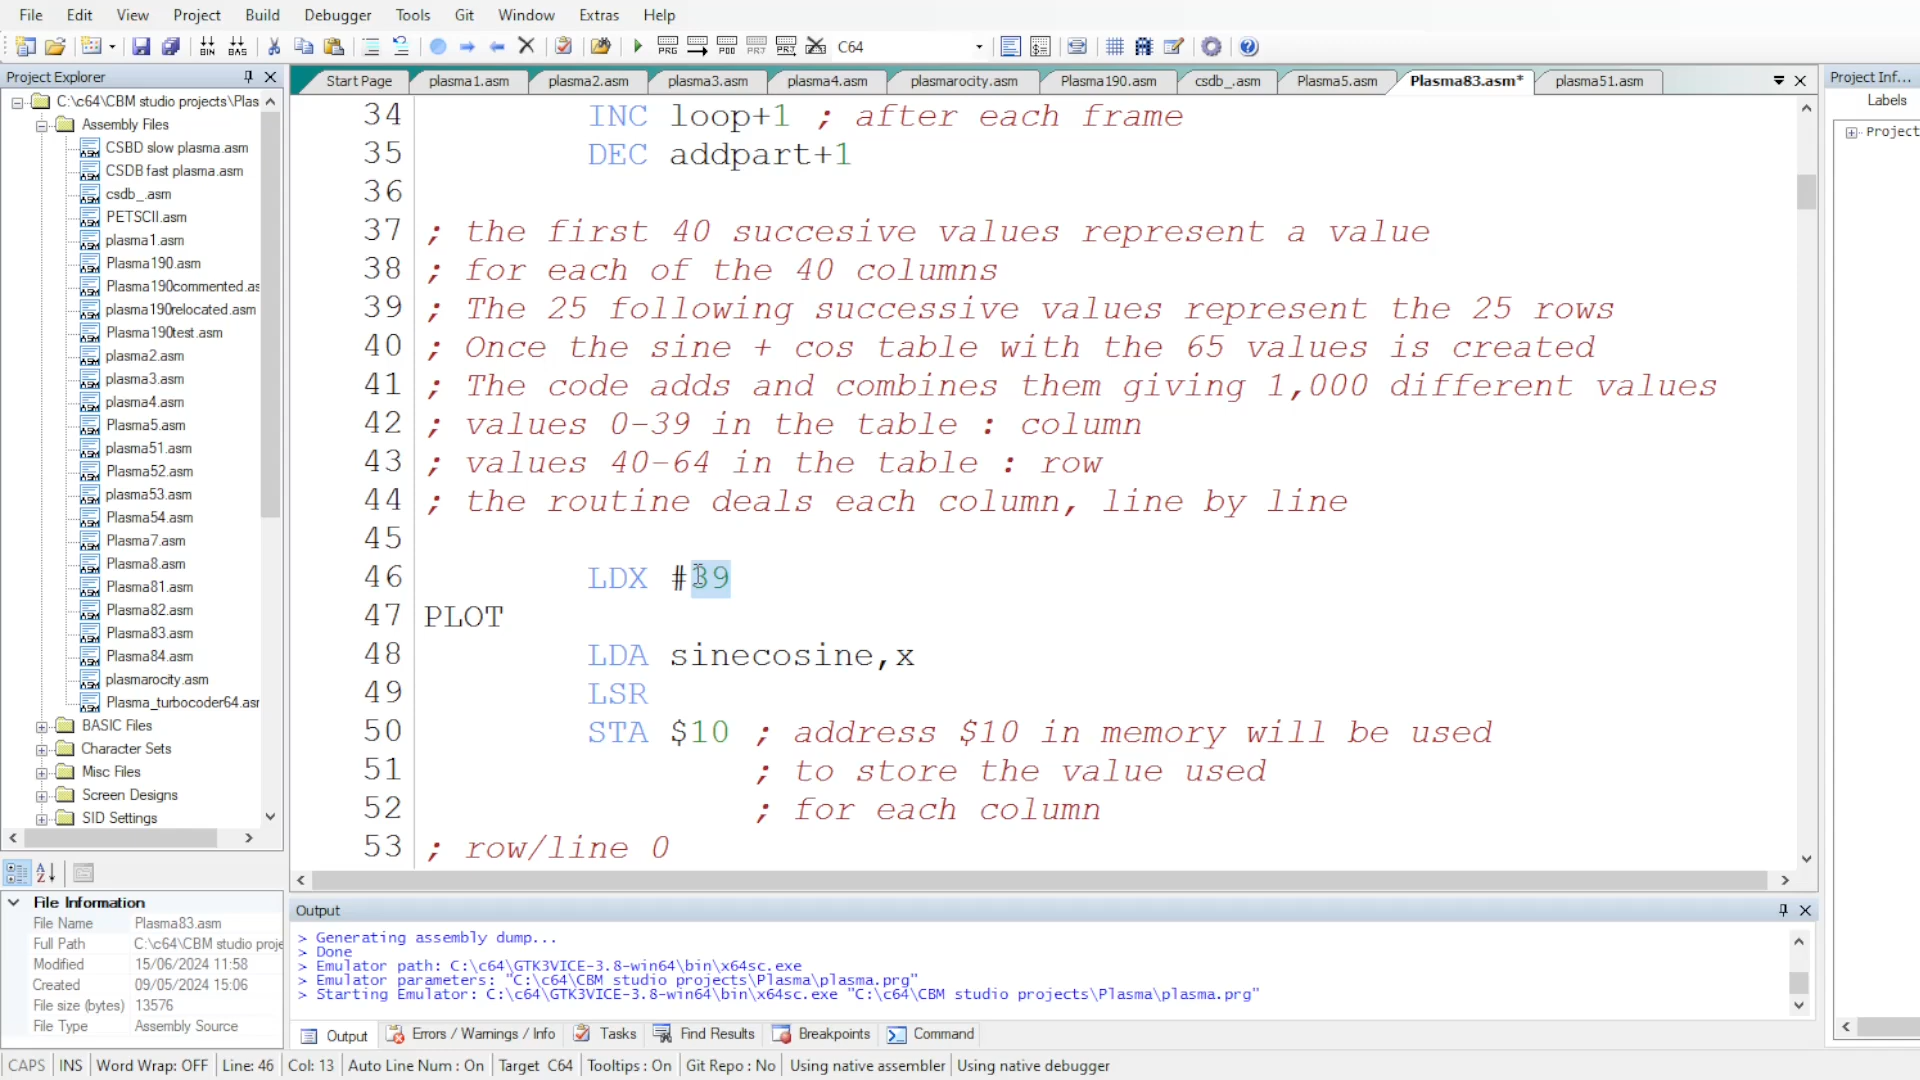 File Edit View Project Build Debugger Tools Git Window Extras Help
BIN BAS PRG POD PRJ PRJ C64
Project Explorer
Start Page plasma1.asm plasma2.asm plasma3.asm plasma4.asm plasmarocity.asm Plasma190.asm csdb_.asm Plasma5.asm Plasma83.asm* plasma51.asm
Project Inf...
Labels
Project
C:\c64\CBM studio projects\Plas
Assembly Files
CSBD slow plasma.asm
CSDB fast plasma.asm
csdb_.asm
PETSCII.asm
plasma1.asm
Plasma190.asm
Plasma190commented.as
plasma190relocated.asm
Plasma190test.asm
plasma2.asm
plasma3.asm
plasma4.asm
Plasma5.asm
plasma51.asm
Plasma52.asm
plasma53.asm
Plasma54.asm
Plasma7.asm
Plasma8.asm
Plasma81.asm
Plasma82.asm
Plasma83.asm
Plasma84.asm
plasmarocity.asm
Plasma_turbocoder64.asr
BASIC Files
Character Sets
Misc Files
Screen Designs
SID Settings
34 INC loop+1 ; after each frame
35 DEC addpart+1
36
37 ; the first 40 succesive values represent a value
38 ; for each of the 40 columns
39 ; The 25 following successive values represent the 25 rows
40 ; Once the sine + cos table with the 65 values is created
41 ; The code adds and combines them giving 1,000 different values
42 ; values 0-39 in the table : column
43 ; values 40-64 in the table : row
44 ; the routine deals each column, line by line
45
46 LDX #39
47 PLOT
48 LDA sinecosine,x
49 LSR
50 STA $10 ; address $10 in memory will be used
51 ; to store the value used
52 ; for each column
53 ; row/line 0
File Information
File Name Plasma83.asm
Full Path C:\c64\CBM studio proje
Modified 15/06/2024 11:58
Created 09/05/2024 15:06
File size (bytes) 13576
File Type Assembly Source
Output
> Generating assembly dump...
> Done
> Emulator path: C:\c64\GTK3VICE-3.8-win64\bin\x64sc.exe
> Emulator parameters: "C:\c64\CBM studio projects\Plasma\plasma.prg"
> Starting Emulator: C:\c64\GTK3VICE-3.8-win64\bin\x64sc.exe "C:\c64\CBM studio projects\Plasma\plasma.prg"
Output Errors / Warnings / Info Tasks Find Results Breakpoints Command
CAPS INS Word Wrap: OFF Line: 46 Col: 13 Auto Line Num : On Target C64 Tooltips : On Git Repo : No Using native assembler Using native debugger